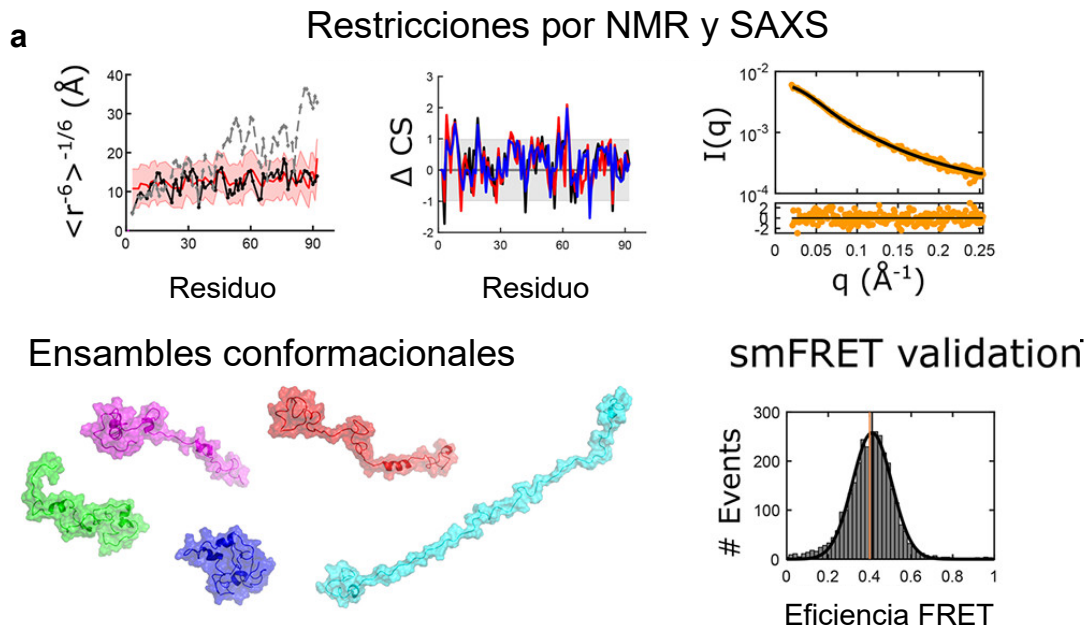 a
Restricciones por NMR y SAXS
<r-6>-1/6 (Å)
40
30
20
10
0
0 30 60 90
Residuo
Δ CS
3
2
1
0
-1
-2
0 30 60 90
Residuo
I(q)
10-2
10-3
10-4
2
0
-2
0 0.05 0.1 0.15 0.2 0.25
q (Å-1)
Ensambles conformacionales
smFRET validation
# Events
300
200
100
0
0 0.2 0.4 0.6 0.8 1
Eficiencia FRET